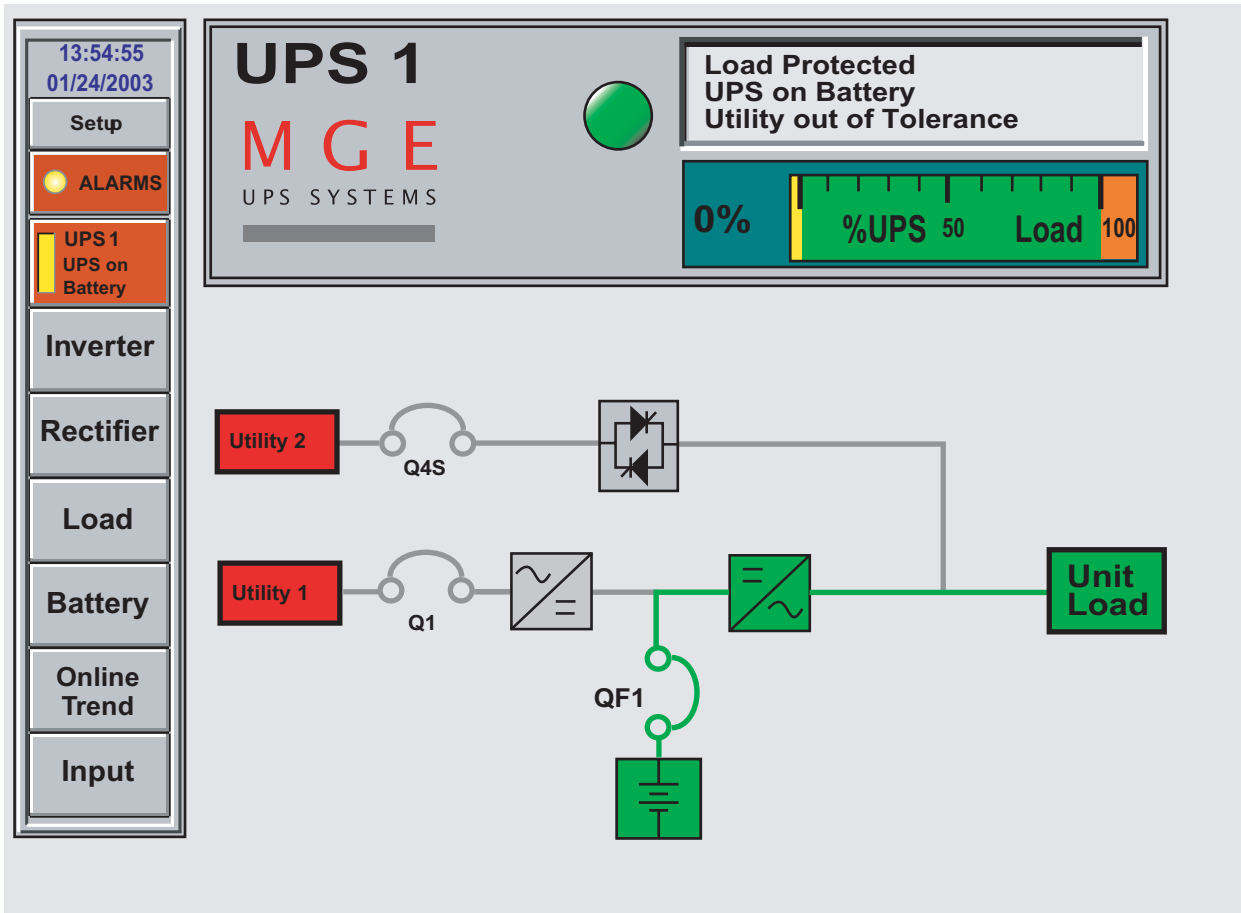 13:54:55
01/24/2003
Setup
ALARMS
UPS 1
UPS on
Battery
Inverter
Rectifier
Load
Battery
Online
Trend
Input
UPS 1
MGE
UPS SYSTEMS
Load Protected
UPS on Battery
Utility out of Tolerance
0%
%UPS 50 Load 100
Utility 2
Q4S
Utility 1
Q1
Unit
Load
QF1